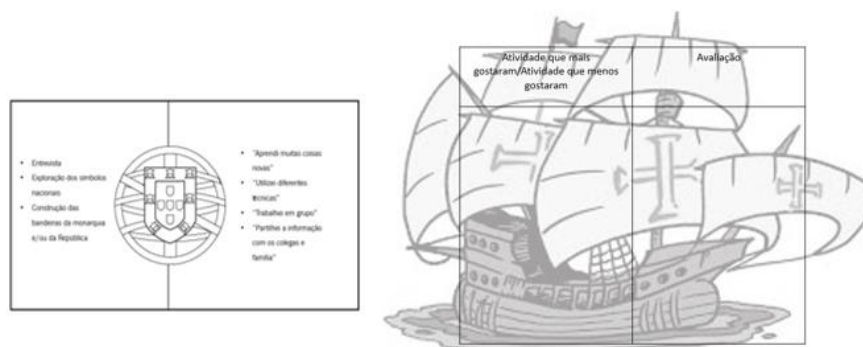 • Entrevista
• Exploração dos símbolos
nacionais
• Construção das
bandeiras da monarquia
e/ou da República
• "Aprendi muitas coisas
novas"
• "Utilizei diferentes
técnicas"
• "Trabalhei em grupo"
• "Partilhei a informação
com os colegas e
família"
Atividade que mais
gostaram/Atividade que menos
gostaram
Avaliação